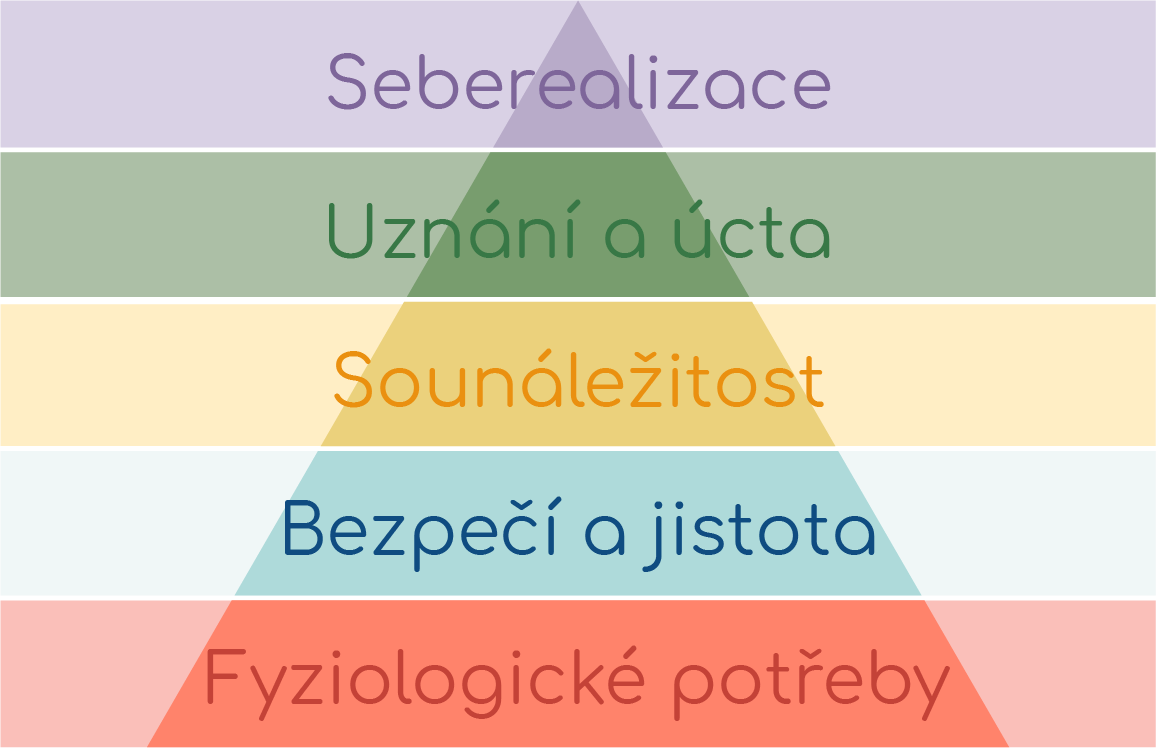 Seberealizace
Uznání a úcta
Sounáležitost
Bezpečí a jistota
Fyziologické potřeby